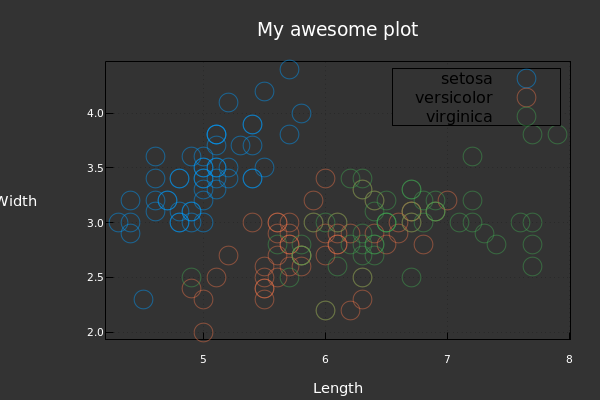 My awesome plot
setosa
versicolor
virginica
Width
4.0
3.5
3.0
2.5
2.0
5 6 7 8
Length